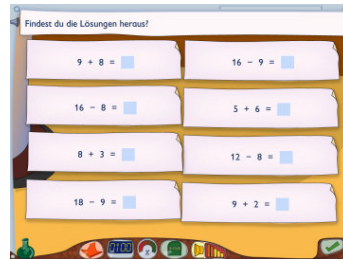 Findest du die Lösungen heraus?
9 + 8 =
16 - 9 =
16 - 8 =
5 + 6 =
8 + 3 =
12 - 8 =
18 - 9 =
9 + 2 =
0100